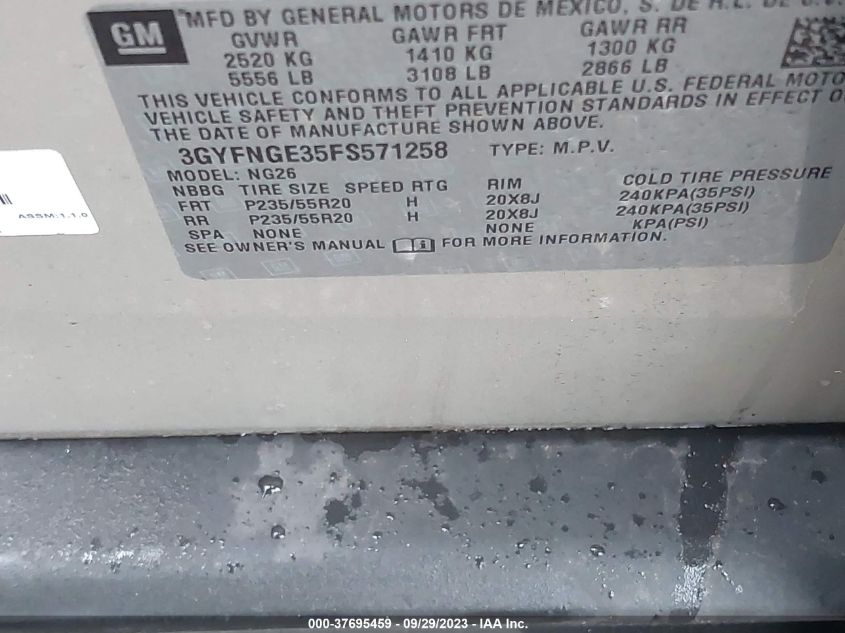 GM
MFD BY GENERAL MOTORS DE MEXICO, S. DE R.L. DE C.V.
GVWR GAWR FRT GAWR RR
2520 KG 1410 KG 1300 KG
5556 LB 3108 LB 2866 LB
THIS VEHICLE CONFORMS TO ALL APPLICABLE U.S. FEDERAL MOTO
VEHICLE SAFETY AND THEFT PREVENTION STANDARDS IN EFFECT O
THE DATE OF MANUFACTURE SHOWN ABOVE.
3GYFNGE35FS571258 TYPE: M.P.V.
MODEL: NG26
NBBG TIRE SIZE SPEED RTG RIM COLD TIRE PRESSURE
FRT P235/55R20 H 20X8J 240KPA(35PSI)
RR P235/55R20 H 20X8J 240KPA(35PSI)
SPA NONE NONE KPA(PSI)
SEE OWNER'S MANUAL FOR MORE INFORMATION.
ASSM:1.1.0
000-37695459 - 09/29/2023 - © IAA Inc.